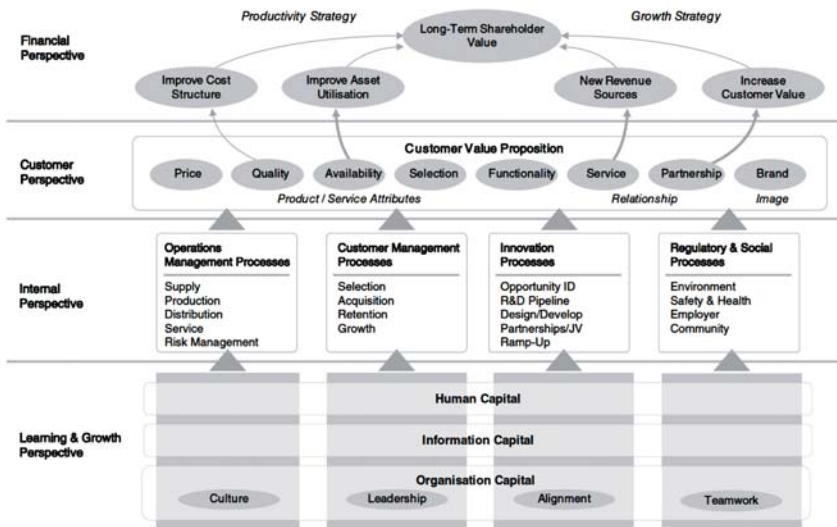 Productivity Strategy
Growth Strategy
Financial
Perspective
Long-Term Shareholder
Value
Improve Cost
Structure
Improve Asset
Utilisation
New Revenue
Sources
Increase
Customer Value
Customer
Perspective
Customer Value Proposition
Price
Quality
Availability
Selection
Functionality
Service
Partnership
Brand
Product / Service Attributes
Relationship
Image
Internal
Perspective
Operations
Management Processes
Supply
Production
Distribution
Service
Risk Management
Customer Management
Processes
Selection
Acquisition
Retention
Growth
Innovation
Processes
Opportunity ID
R&D Pipeline
Design/Develop
Partnerships/JV
Ramp-Up
Regulatory & Social
Processes
Environment
Safety & Health
Employer
Community
Learning & Growth
Perspective
Human Capital
Information Capital
Organisation Capital
Culture
Leadership
Alignment
Teamwork